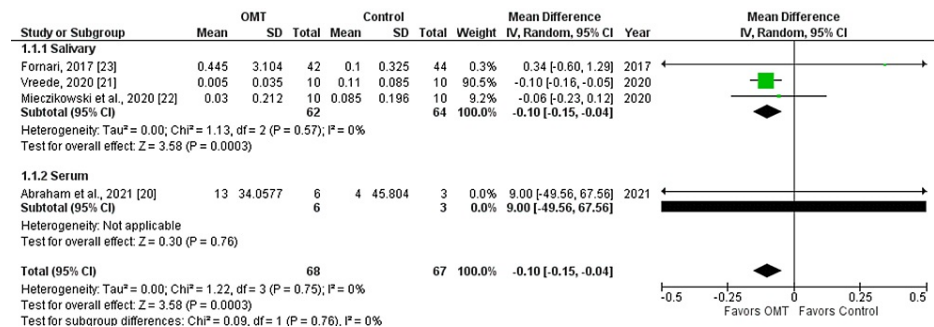 OMT Control Mean Difference Mean Difference
Study or Subgroup Mean SD Total Mean SD Total Weight IV, Random, 95% CI Year IV, Random, 95% CI
1.1.1 Salivary
Fornari, 2017 [23] 0.445 3.104 42 0.1 0.325 44 0.3% 0.34 [-0.60, 1.29] 2017
Vreede, 2020 [21] 0.005 0.035 10 0.11 0.085 10 90.5% -0.10 [-0.16, -0.05] 2020
Mieczikowski et al., 2020 [22] 0.03 0.212 10 0.085 0.196 10 9.2% -0.06 [-0.23, 0.12] 2020
Subtotal (95% CI) 62 64 100.0% -0.10 [-0.15, -0.04]
Heterogeneity: Tau² = 0.00; Chi² = 1.13, df = 2 (P = 0.57); I² = 0%
Test for overall effect: Z = 3.58 (P = 0.0003)
1.1.2 Serum
Abraham et al., 2021 [20] 13 34.0577 6 4 45.804 3 0.0% 9.00 [-49.56, 67.56] 2021
Subtotal (95% CI) 6 3 0.0% 9.00 [-49.56, 67.56]
Heterogeneity: Not applicable
Test for overall effect: Z = 0.30 (P = 0.76)
Total (95% CI) 68 67 100.0% -0.10 [-0.15, -0.04]
Heterogeneity: Tau² = 0.00; Chi² = 1.22, df = 3 (P = 0.75); I² = 0%
Test for overall effect: Z = 3.58 (P = 0.0003)
Test for subgroup differences: Chi² = 0.09, df = 1 (P = 0.76), I² = 0%
-0.5 -0.25 0 0.25 0.5
Favors OMT Favors Control